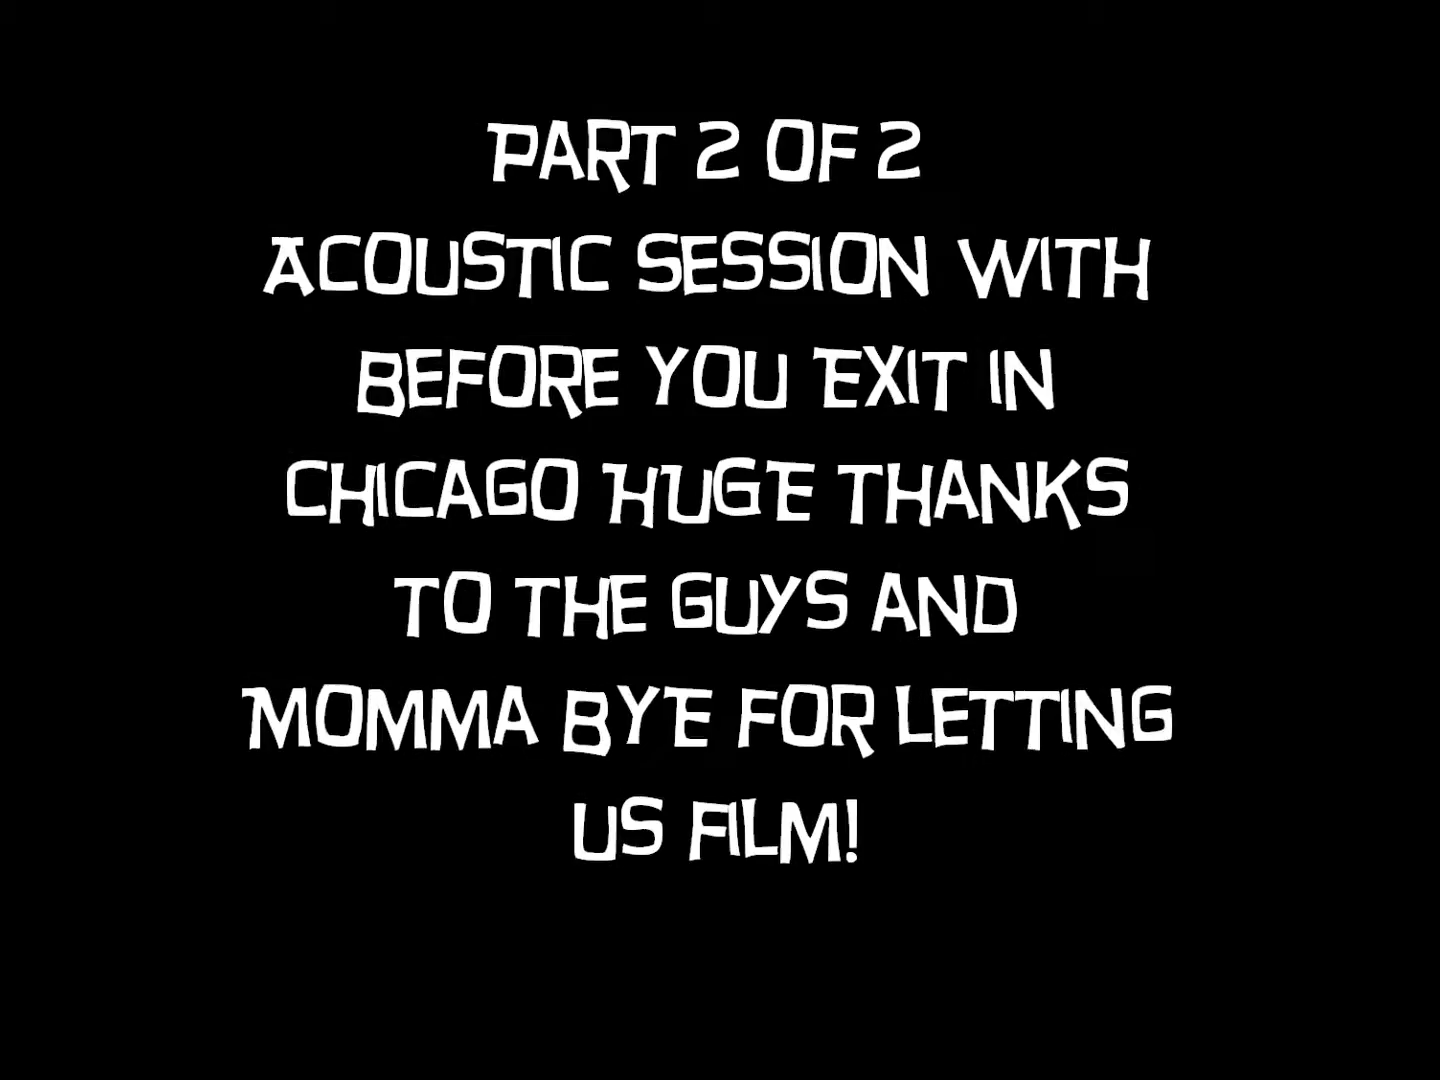 PART 2 OF 2
ACOUSTIC SESSION WITH
BEFORE YOU EXIT IN
CHICAGO HUGE THANKS
TO THE GUYS AND
MOMMA BYE FOR LETTING
US FILM!